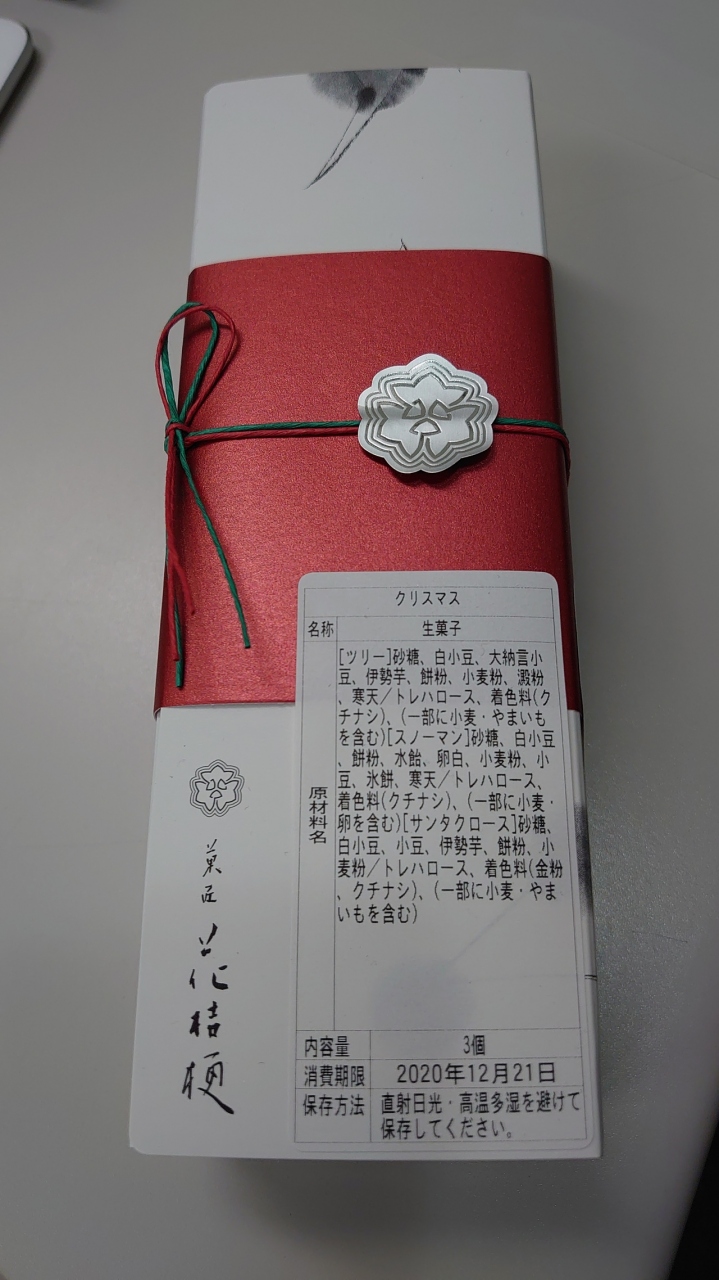 クリスマス
名称 生菓子
原材料名
[ツリー]砂糖、白小豆、大納言小
豆、伊勢芋、餅粉、小麦粉、澱粉
、寒天／トレハロース、着色料(ク
チナシ)、(一部に小麦・やまいも
を含む)[スノーマン]砂糖、白小豆
、餅粉、水飴、卵白、小麦粉、小
豆、氷餅、寒天／トレハロース、
着色料(クチナシ)、(一部に小麦・
卵を含む)[サンタクロース]砂糖、
白小豆、小豆、伊勢芋、餅粉、小
麦粉／トレハロース、着色料(金粉
、クチナシ)、(一部に小麦・やま
いもを含む)
内容量 3個
消費期限 2020年12月21日
保存方法 直射日光・高温多湿を避けて
保存してください。
菓匠
花桔梗